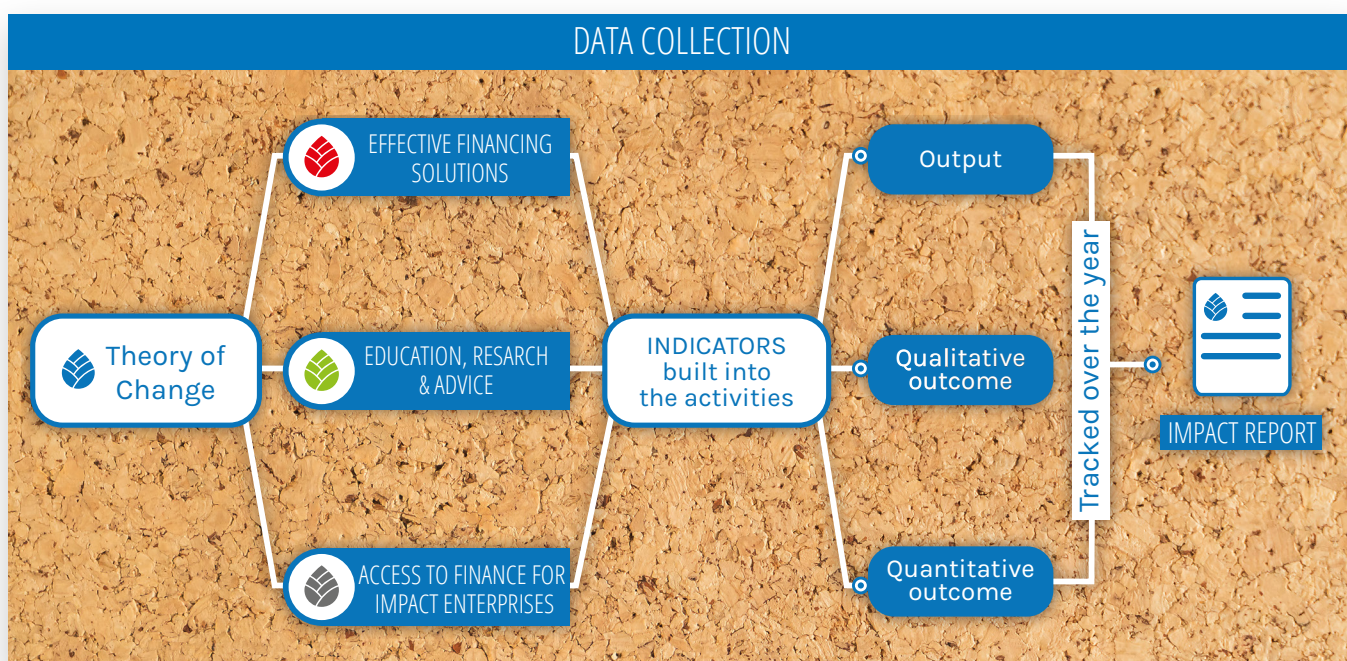 DATA COLLECTION
EFFECTIVE FINANCING
SOLUTIONS
Theory of
Change
EDUCATION, RESARCH
& ADVICE
ACCESS TO FINANCE FOR
IMPACT ENTERPRISES
INDICATORS
built into
the activities
Output
Qualitative
outcome
Quantitative
outcome
Tracked over the year
IMPACT REPORT